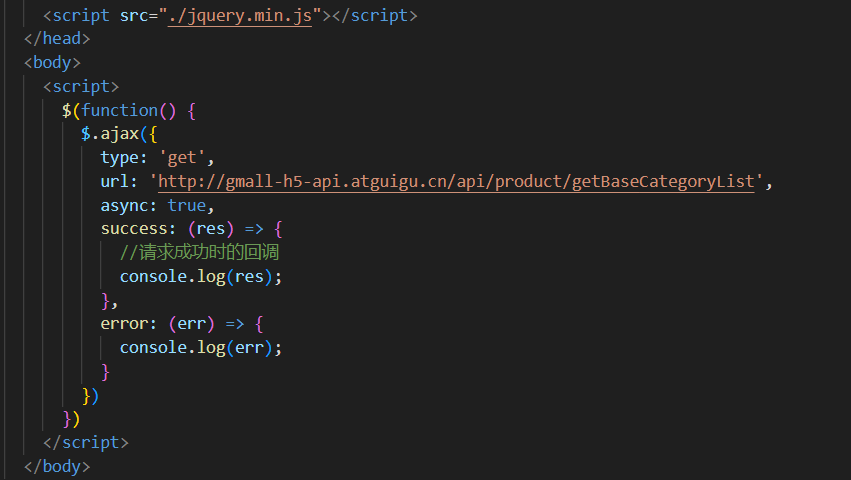 <script src="./jquery.min.js"></script>
</head>
<body>
<script>
$(function() {
$.ajax({
type: 'get',
url: 'http://gmall-h5-api.atguigu.cn/api/product/getBaseCategoryList',
async: true,
success: (res) => {
//请求成功时的回调
console.log(res);
},
error: (err) => {
console.log(err);
}
})
})
</script>
</body>